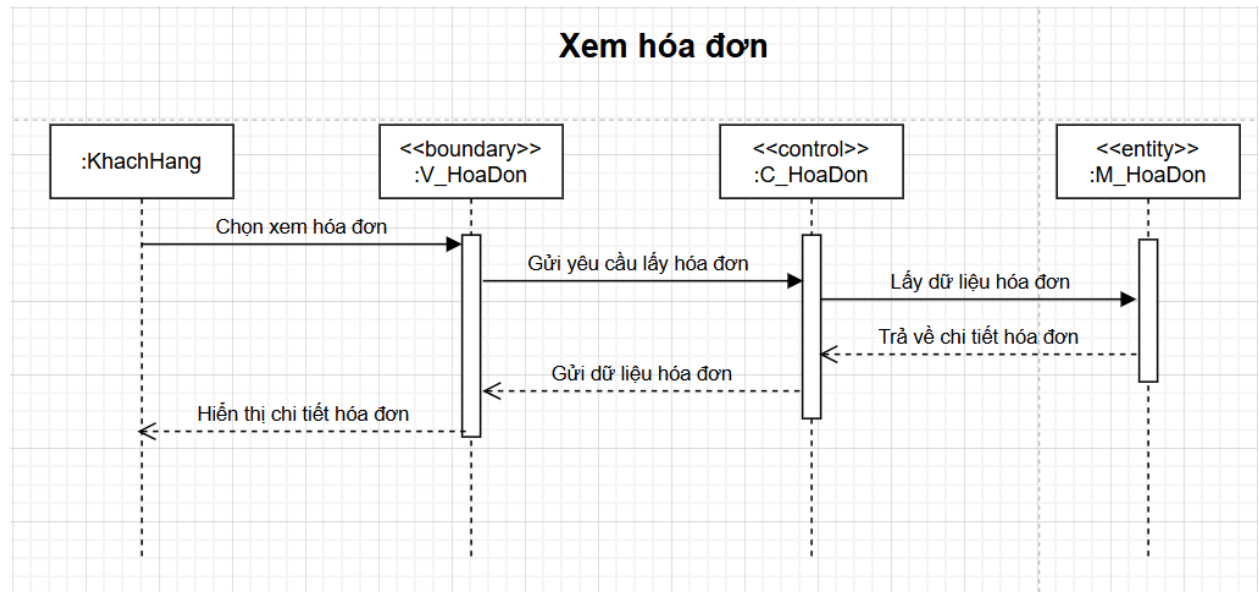 Xem hóa đơn
:KhachHang
<<boundary>>
:V_HoaDon
<<control>>
:C_HoaDon
<<entity>>
:M_HoaDon
Chọn xem hóa đơn
Gửi yêu cầu lấy hóa đơn
Lấy dữ liệu hóa đơn
Trả về chi tiết hóa đơn
Gửi dữ liệu hóa đơn
Hiển thị chi tiết hóa đơn